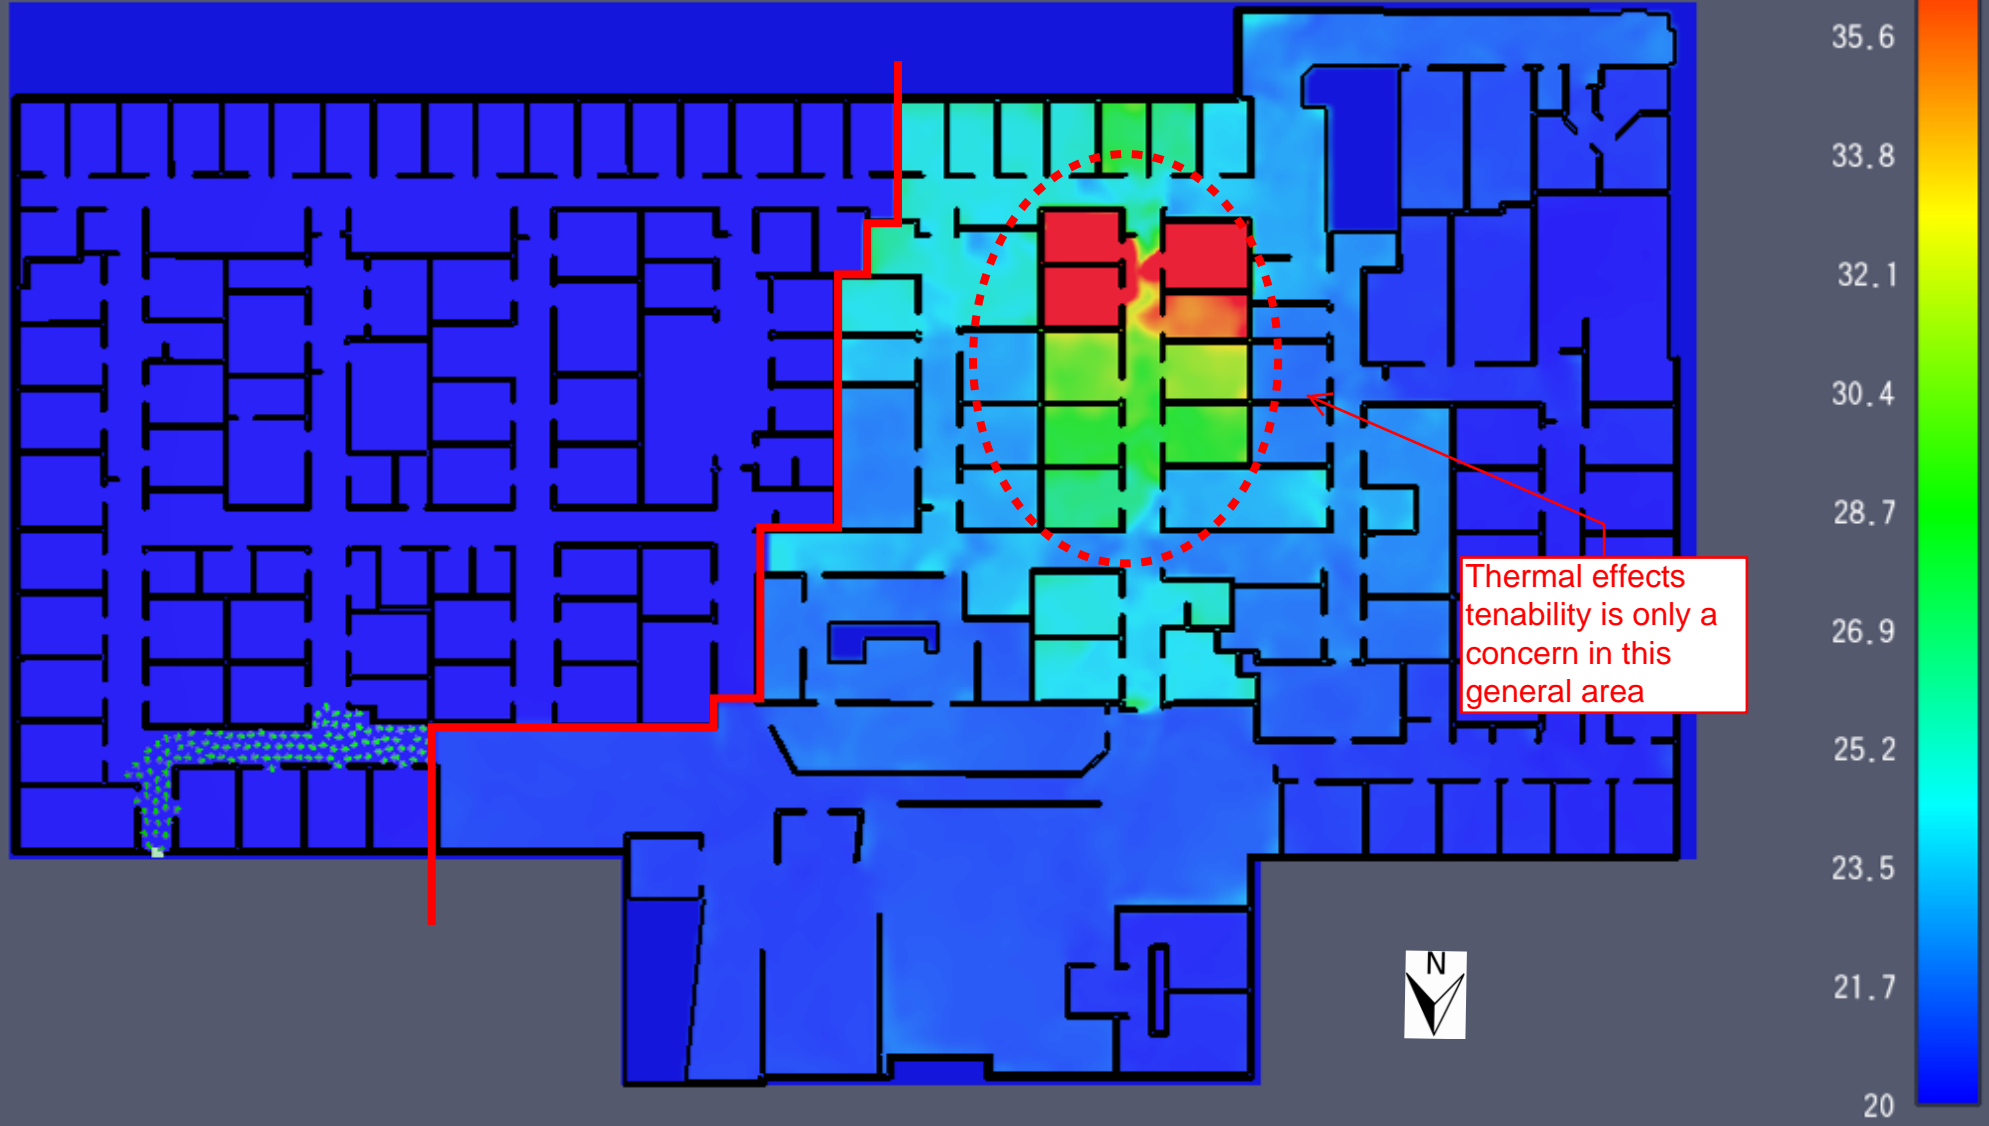 35.6
33.8
32.1
30.4
28.7
26.9
25.2
23.5
21.7
20
Thermal effects
tenability is only a
concern in this
general area
N